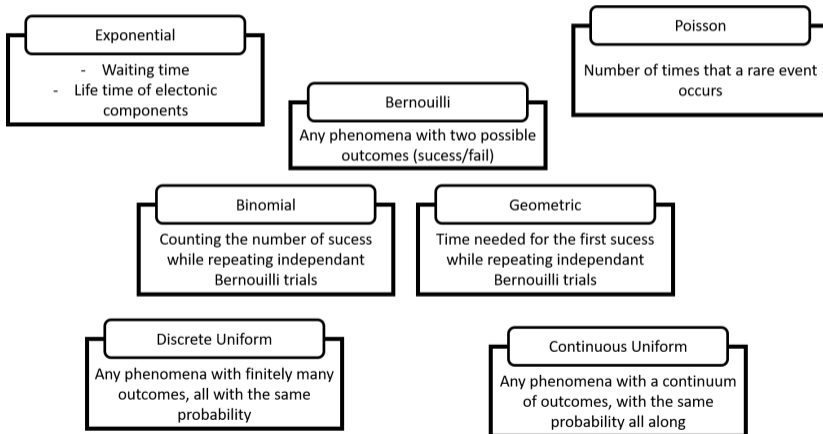 Exponential
- Waiting time
- Life time of electonic
components
Poisson
Number of times that a rare event
occurs
Bernouilli
Any phenomena with two possible
outcomes (sucess/fail)
Binomial
Counting the number of sucess
while repeating independant
Bernouilli trials
Geometric
Time needed for the first sucess
while repeating independant
Bernouilli trials
Discrete Uniform
Any phenomena with finitely many
outcomes, all with the same
probability
Continuous Uniform
Any phenomena with a continuum
of outcomes, with the same
probability all along